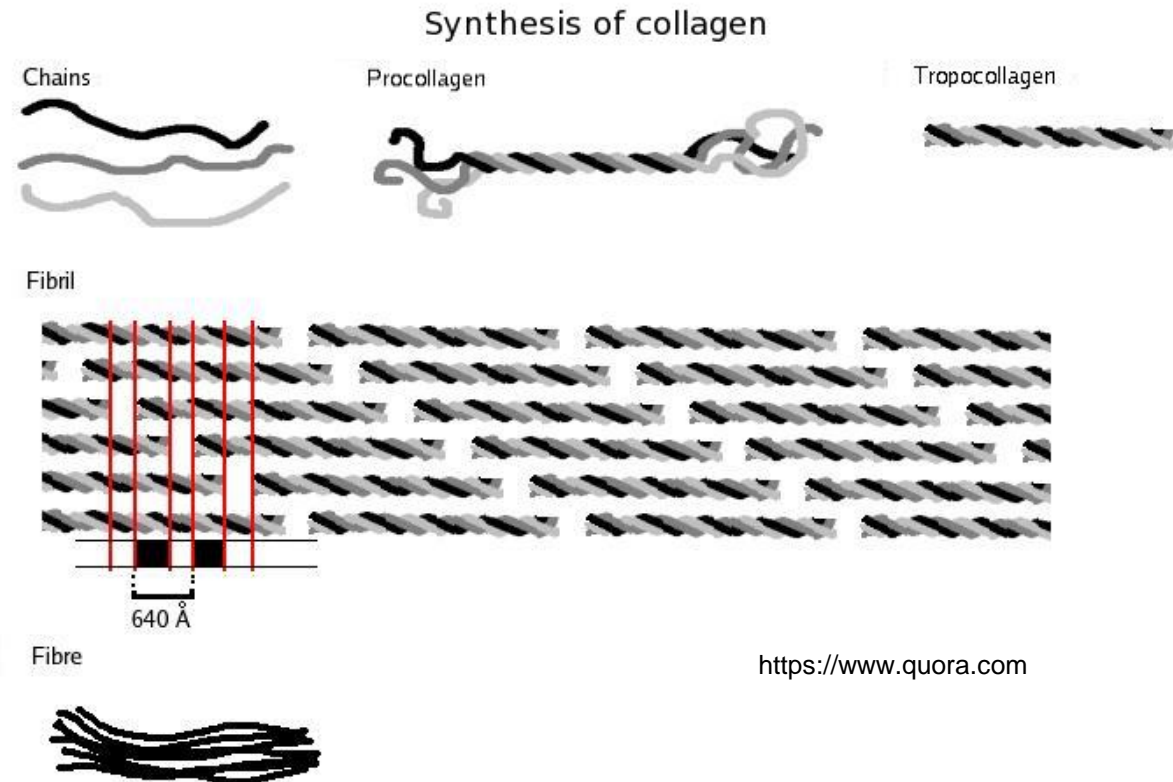 Synthesis of collagen
Chains
Procollagen
Tropocollagen
Fibril
640 Å
Fibre
https://www.quora.com